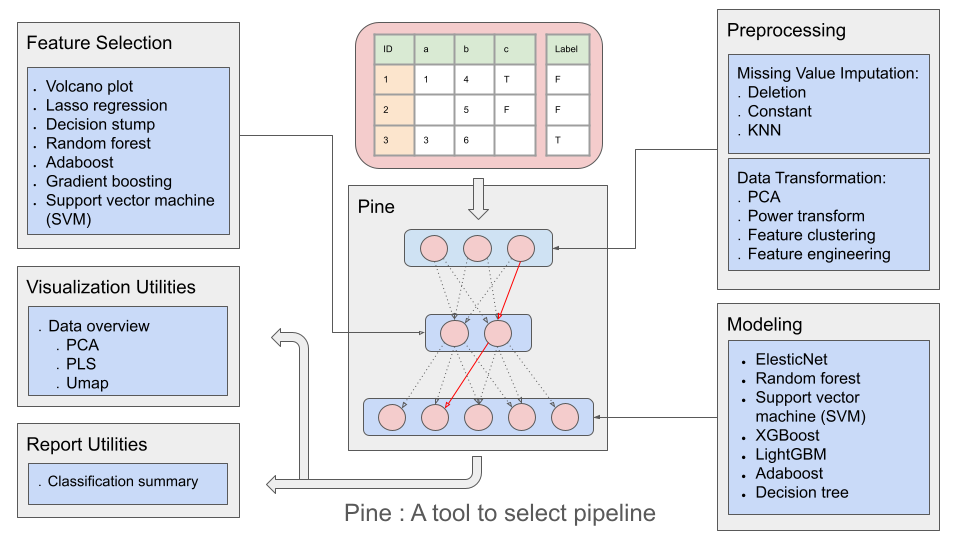 Feature Selection
. Volcano plot
. Lasso regression
. Decision stump
. Random forest
. Adaboost
. Gradient boosting
. Support vector machine
(SVM)
Visualization Utilities
. Data overview
. PCA
. PLS
. Umap
Report Utilities
. Classification summary
ID a b c Label
1 1 4 T F
2 5 F F
3 3 6 T
Pine
Pine : A tool to select pipeline
Preprocessing
Missing Value Imputation:
. Deletion
. Constant
. KNN
Data Transformation:
. PCA
. Power transform
. Feature clustering
. Feature engineering
Modeling
• ElesticNet
• Random forest
• Support vector
machine (SVM)
• XGBoost
• LightGBM
• Adaboost
• Decision tree